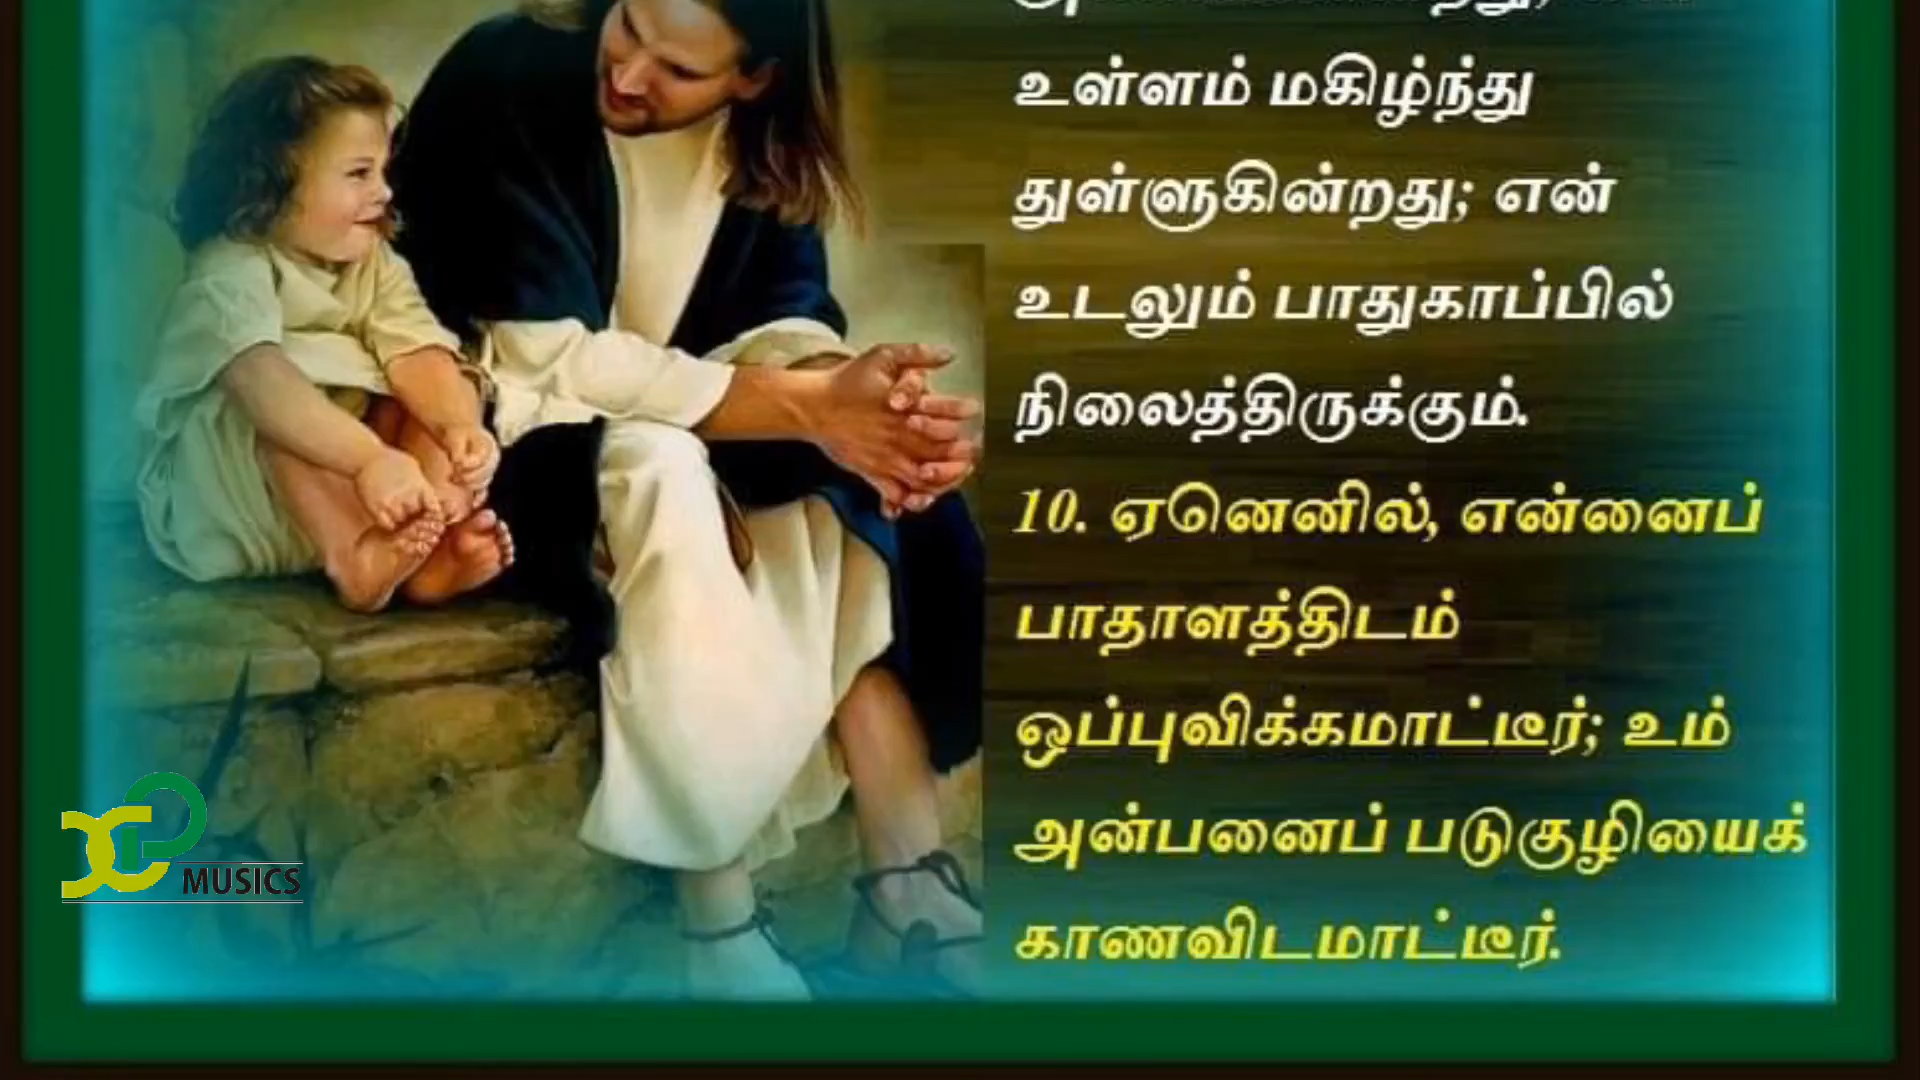 உள்ளம் மகிழ்ந்து
துள்ளுகின்றது; என்
உடலும் பாதுகாப்பில்
நிலைத்திருக்கும்.
10. ஏனெனில், என்னைப்
பாதாளத்திடம்
ஒப்புவிக்கமாட்டீர்; உம்
அன்பனைப் படுகுழியைக்
காணவிடமாட்டீர்.
MUSICS